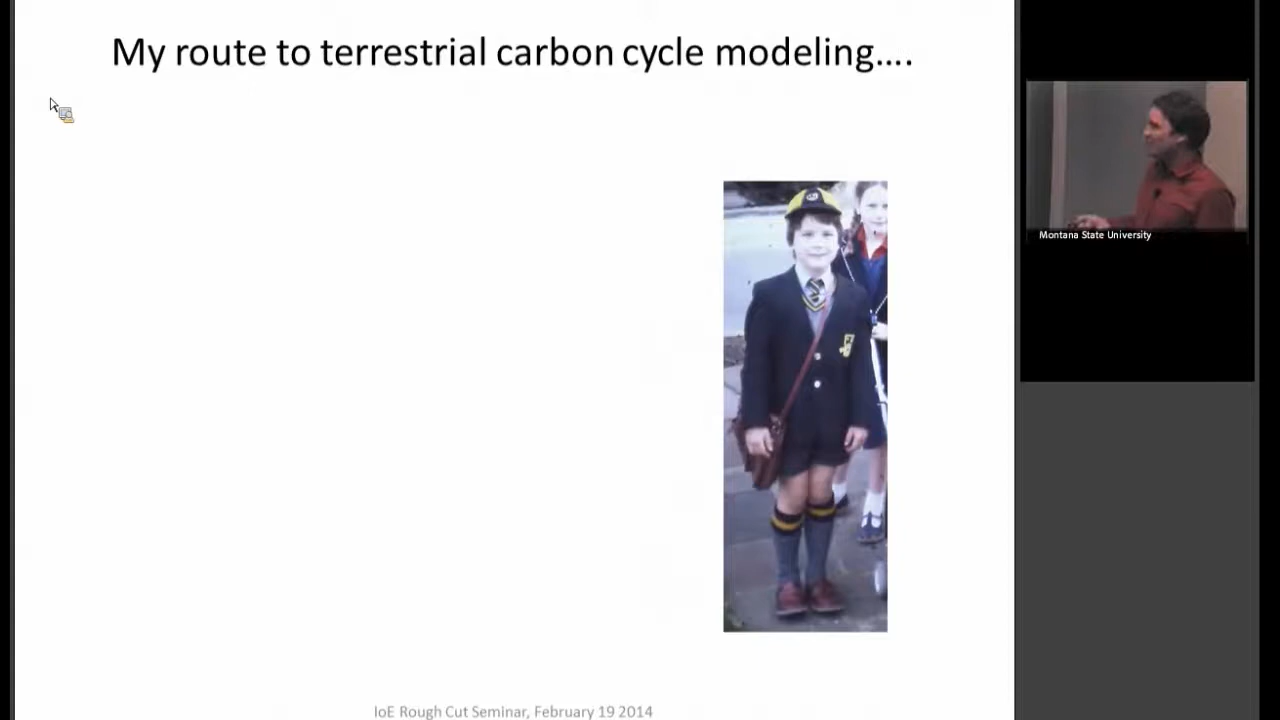 My route to terrestrial carbon cycle modeling....
Montana State University
IoE Rough Cut Seminar, February 19 2014